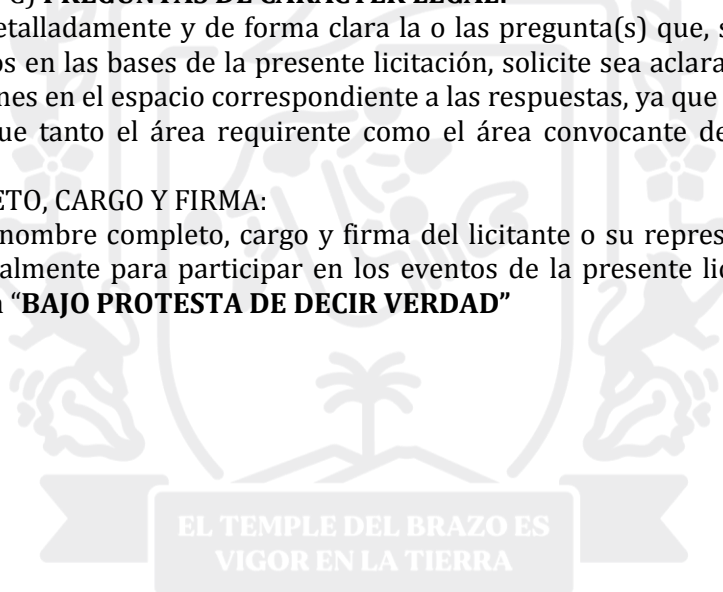 PREGUNTAS DE CARÁCTER LEGAL:
etalladamente y de forma clara la o las pregunta(s) que, s
os en las bases de la presente licitación, solicite sea aclara
nes en el espacio correspondiente a las respuestas, ya que
ue tanto el área requirente como el área convocante de
ETO, CARGO Y FIRMA:
nombre completo, cargo y firma del licitante o su repres
almente para participar en los eventos de la presente lic
“BAJO PROTESTA DE DECIR VERDAD”
EL TEMPLE DEL BRAZO ES
VIGOR EN LA TIERRA